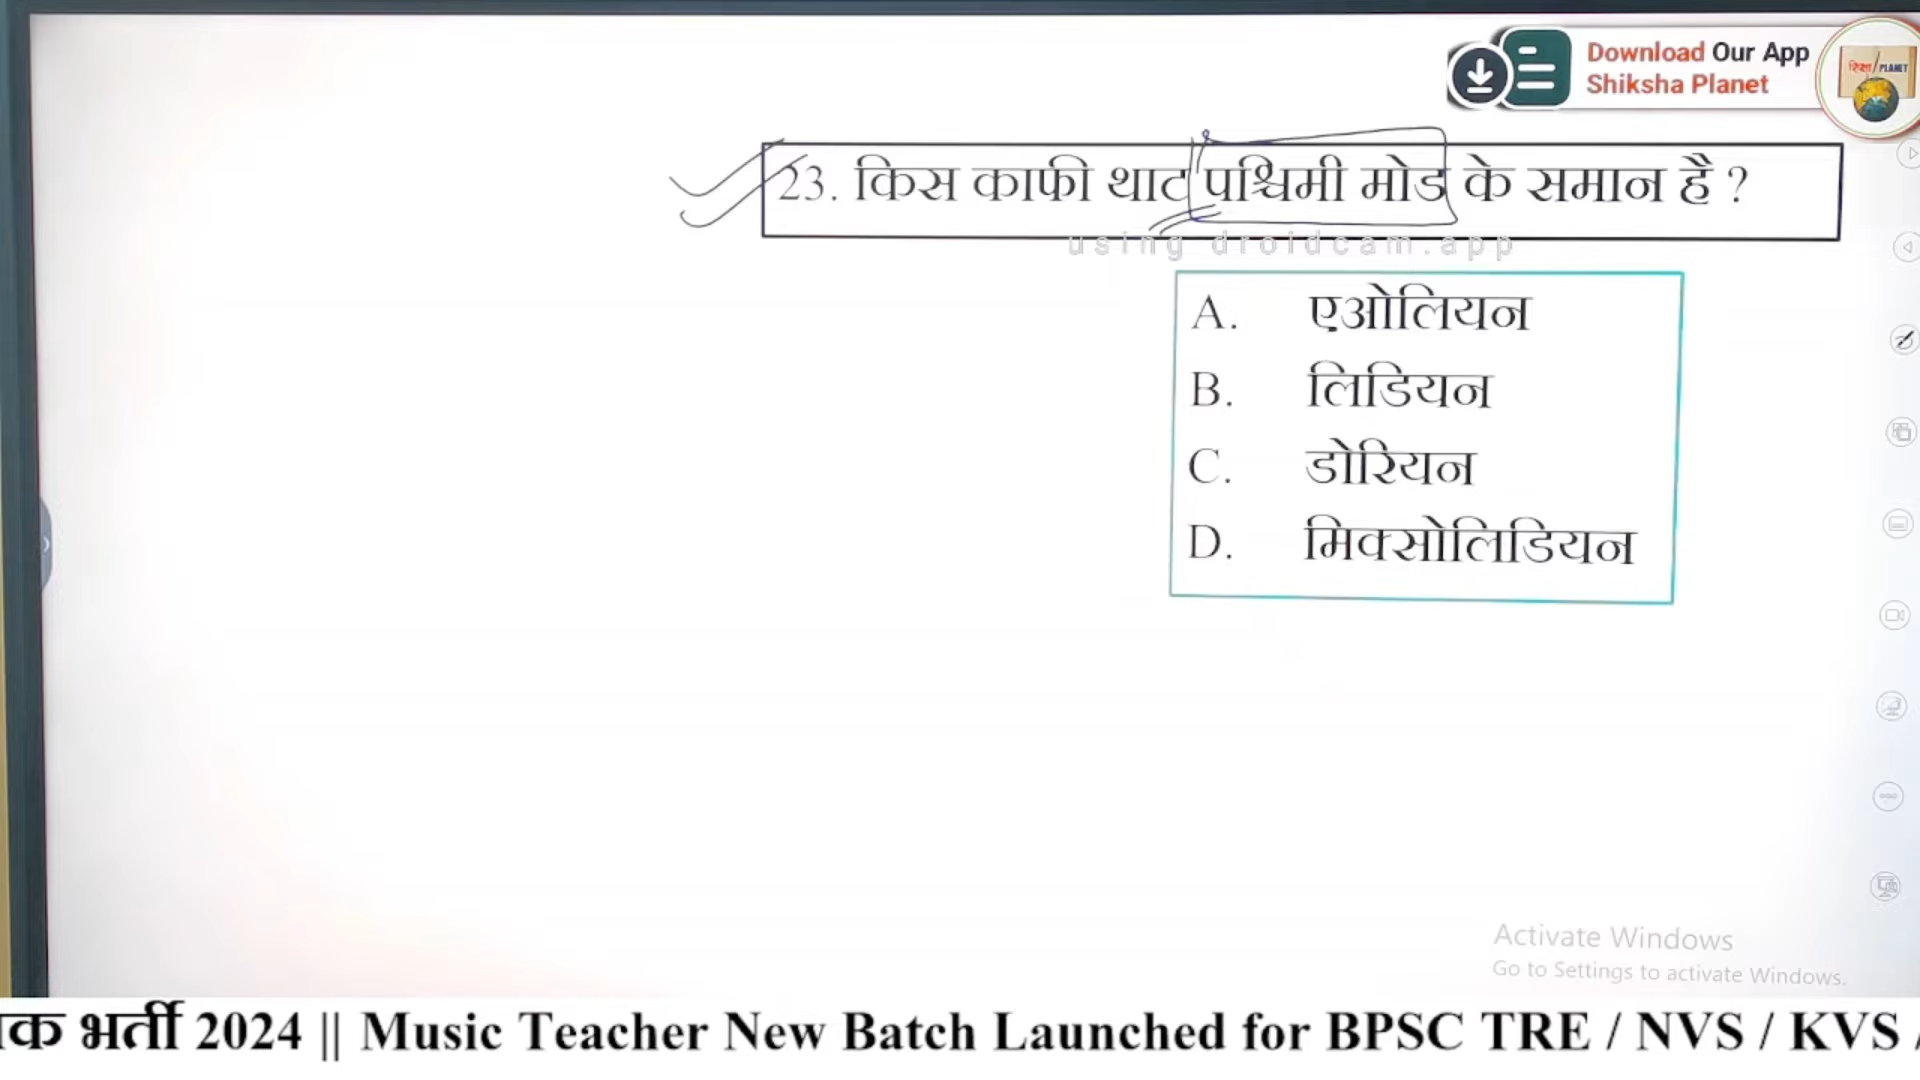 Download Our App
Shiksha Planet
शिक्षा PLANET
23. किस काफी थाट पश्चिमी मोड के समान है ?
using droidcam.app
A. एओलियन
B. लिडियन
C. डोरियन
D. मिक्सोलिडियन
Activate Windows
Go to Settings to activate Windows.
क भर्ती 2024 || Music Teacher New Batch Launched for BPSC TRE / NVS / KVS /